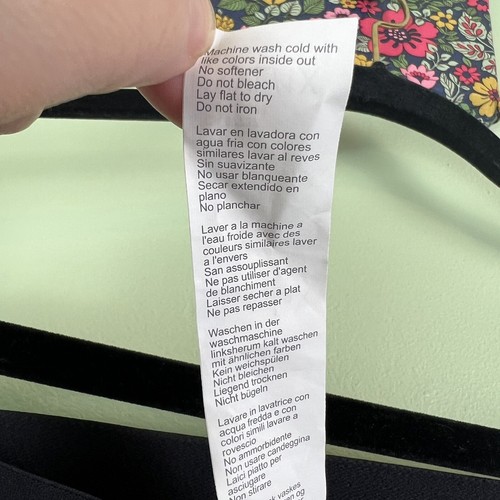 Machine wash cold with
like colors inside out
No softener
Do not bleach
Lay flat to dry
Do not iron
Lavar en lavadora con
agua fria con colores
similares lavar al reves
Sin suavizante
No usar blanqueante
Secar extendido en
plano
No planchar
Laver a la machine a
l'eau froide avec des
couleurs similaires laver
a l'envers
San assouplissant
Ne pas utiliser d'agent
de blanchiment
Laisser secher a plat
Ne pas repasser
Waschen in der
waschmaschine
linksherum kalt waschen
mit ähnlichen farben
Kein weichspülen
Nicht bleichen
Liegend trocknen
Nicht bügeln
Lavare in lavatrice con
acqua fredda e con
colori simili lavare a
rovescio
No ammorbidente
Non usare candeggina
Laici piatto per
asciugare
Non stirare
vaskes
og